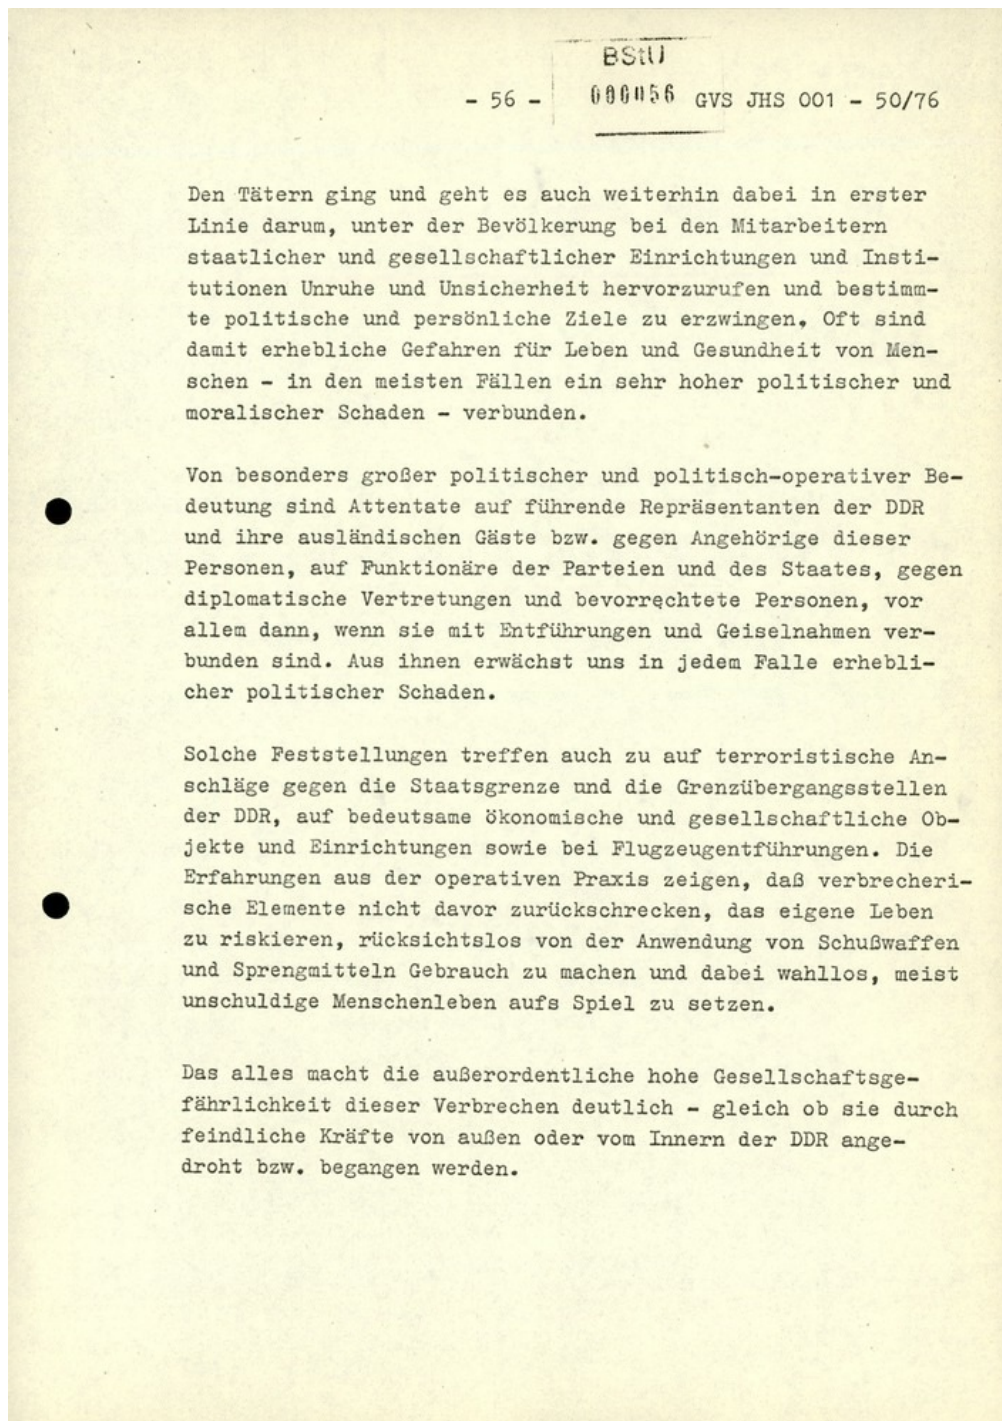 BStU
- 56 - 000056 GVS JHS 001 - 50/76
Den Tätern ging und geht es auch weiterhin dabei in erster
Linie darum, unter der Bevölkerung bei den Mitarbeitern
staatlicher und gesellschaftlicher Einrichtungen und Insti-
tutionen Unruhe und Unsicherheit hervorzurufen und bestimm-
te politische und persönliche Ziele zu erzwingen. Oft sind
damit erhebliche Gefahren für Leben und Gesundheit von Men-
schen - in den meisten Fällen ein sehr hoher politischer und
moralischer Schaden - verbunden.
Von besonders großer politischer und politisch-operativer Be-
deutung sind Attentate auf führende Repräsentanten der DDR
und ihre ausländischen Gäste bzw. gegen Angehörige dieser
Personen, auf Funktionäre der Parteien und des Staates, gegen
diplomatische Vertretungen und bevorrechtete Personen, vor
allem dann, wenn sie mit Entführungen und Geiselnahmen ver-
bunden sind. Aus ihnen erwächst uns in jedem Falle erhebli-
cher politischer Schaden.
Solche Feststellungen treffen auch zu auf terroristische An-
schläge gegen die Staatsgrenze und die Grenzübergangsstellen
der DDR, auf bedeutsame ökonomische und gesellschaftliche Ob-
jekte und Einrichtungen sowie bei Flugzeugentführungen. Die
Erfahrungen aus der operativen Praxis zeigen, daß verbrecheri-
sche Elemente nicht davor zurückschrecken, das eigene Leben
zu riskieren, rücksichtslos von der Anwendung von Schußwaffen
und Sprengmitteln Gebrauch zu machen und dabei wahllos, meist
unschuldige Menschenleben aufs Spiel zu setzen.
Das alles macht die außerordentliche hohe Gesellschaftsge-
fährlichkeit dieser Verbrechen deutlich - gleich ob sie durch
feindliche Kräfte von außen oder vom Innern der DDR ange-
droht bzw. begangen werden.